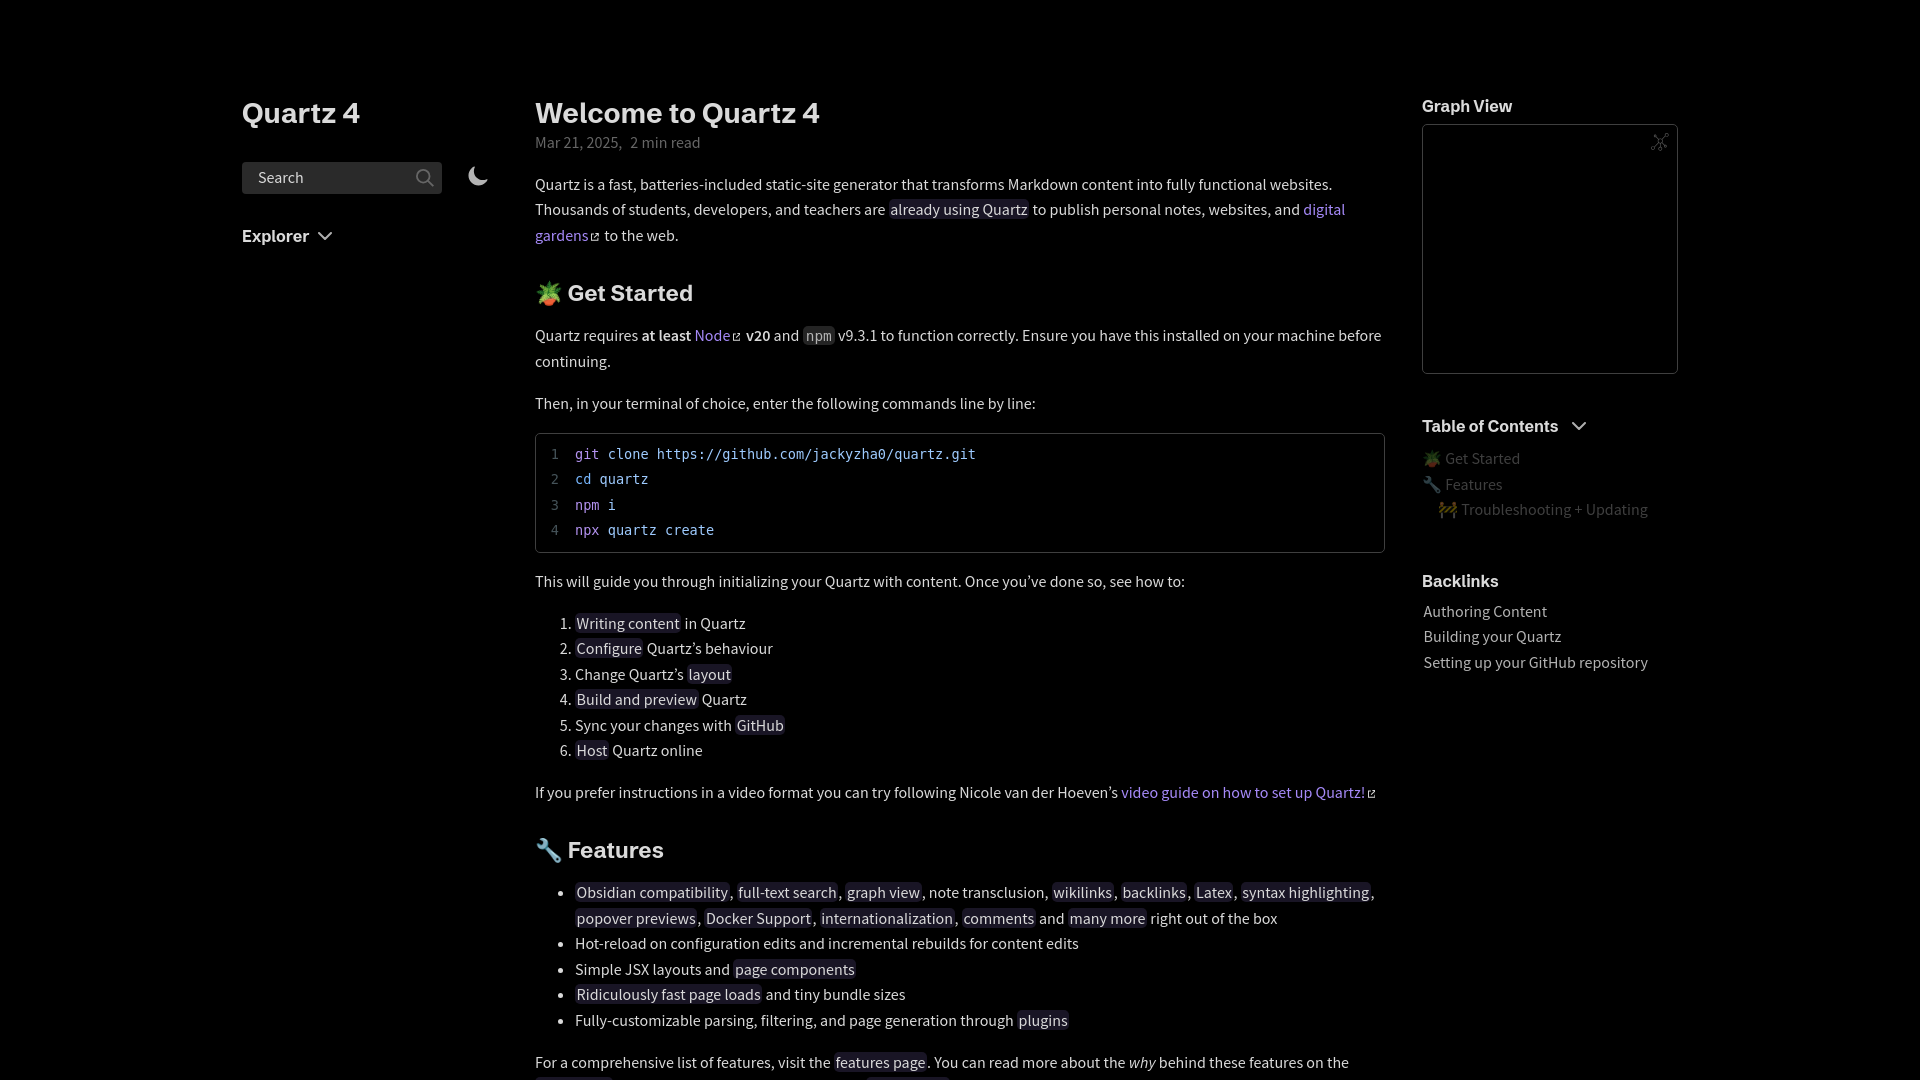 Quartz 4
Search
Explorer
Welcome to Quartz 4
Mar 21, 2025, 2 min read
Quartz is a fast, batteries-included static-site generator that transforms Markdown content into fully functional websites.
Thousands of students, developers, and teachers are already using Quartz to publish personal notes, websites, and digital
gardens to the web.
Get Started
Quartz requires at least Node v20 and npm v9.3.1 to function correctly. Ensure you have this installed on your machine before
continuing.
Then, in your terminal of choice, enter the following commands line by line:
1 git clone https://github.com/jackyzha0/quartz.git
2 cd quartz
3 npm i
4 npx quartz create
This will guide you through initializing your Quartz with content. Once you’ve done so, see how to:
1. Writing content in Quartz
2. Configure Quartz’s behaviour
3. Change Quartz’s layout
4. Build and preview Quartz
5. Sync your changes with GitHub
6. Host Quartz online
If you prefer instructions in a video format you can try following Nicole van der Hoeven’s video guide on how to set up Quartz!
Features
• Obsidian compatibility, full-text search, graph view, note transclusion, wikilinks, backlinks, Latex, syntax highlighting,
popover previews, Docker Support, internationalization, comments and many more right out of the box
• Hot-reload on configuration edits and incremental rebuilds for content edits
• Simple JSX layouts and page components
• Ridiculously fast page loads and tiny bundle sizes
• Fully-customizable parsing, filtering, and page generation through plugins
For a comprehensive list of features, visit the features page. You can read more about the why behind these features on the
Graph View
Table of Contents
Get Started
Features
Troubleshooting + Updating
Backlinks
Authoring Content
Building your Quartz
Setting up your GitHub repository